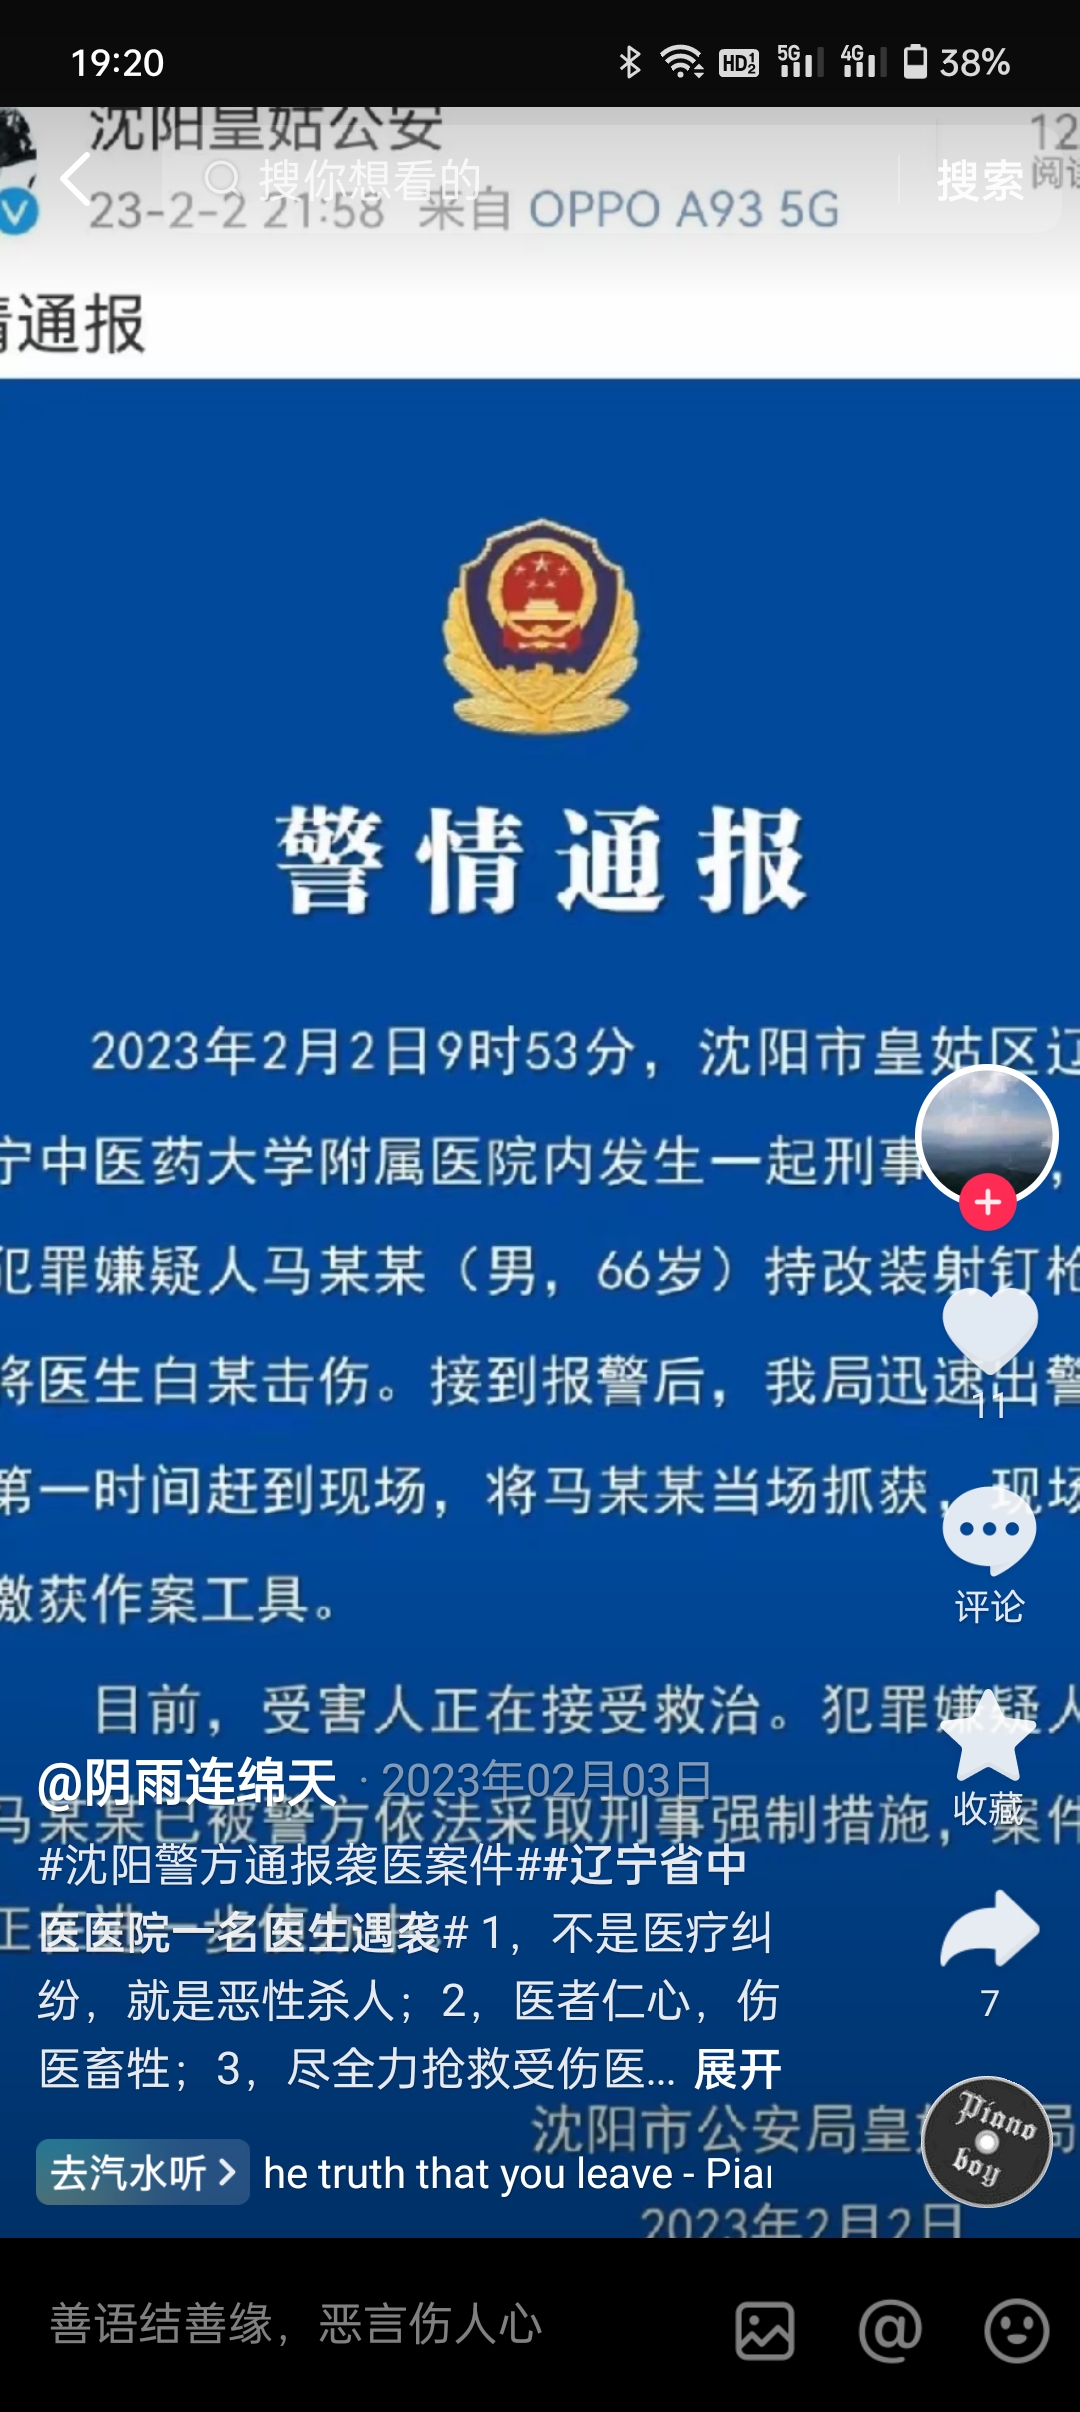 19:20
HD 1 2 5G 4G 38%
沈阳皇姑公安
12
搜你想看的
搜索
阅读
23-2-2 21:58 来自 OPPO A93 5G
情通报
警情通报
2023年2月2日9时53分，沈阳市皇姑区辽
宁中医药大学附属医院内发生一起刑事，
犯罪嫌疑人马某某（男，66岁）持改装射钉枪
将医生白某击伤。接到报警后，我局迅速出警
第一时间赶到现场，将马某某当场抓获，现场
缴获作案工具。
11
评论
目前，受害人正在接受救治。犯罪嫌疑人
@阴雨连绵天 · 2023年02月03日
马某某已被警方依法采取刑事强制措施，案件
收藏
#沈阳警方通报袭医案件##辽宁省中
医医院一名医生遇袭# 1，不是医疗纠
纷，就是恶性杀人；2，医者仁心，伤
医畜牲；3，尽全力抢救受伤医... 展开
7
沈阳市公安局皇
局
Piano
boy
去汽水听 >
he truth that you leave - Pia
2023年2月2日
善语结善缘，恶言伤人心